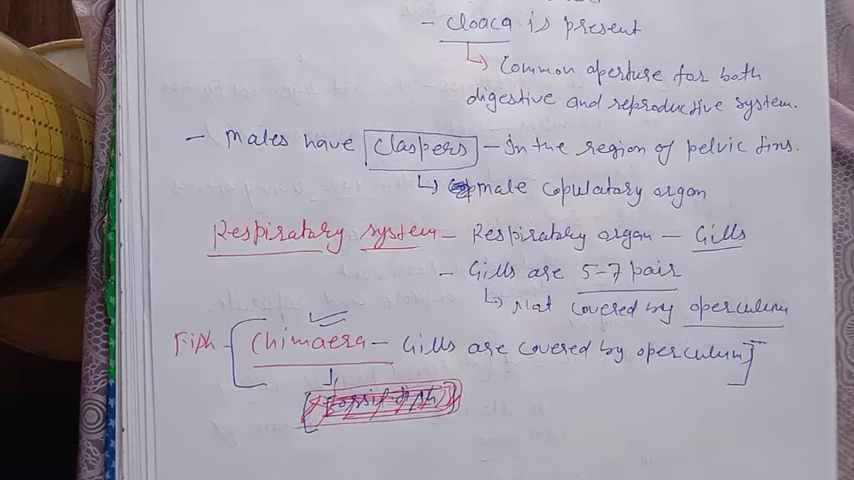 - Cloaca is present
↳ Common aperture for both
digestive and reproductive system.
- Males have Claspers - In the region of pelvic fins.
↳ male copulatory organ
Respiratory system - Respiratory organ - Gills
- Gills are 5-7 pair
↳ Not covered by operculum
Fish - [Chimaera - Gills are covered by operculum]